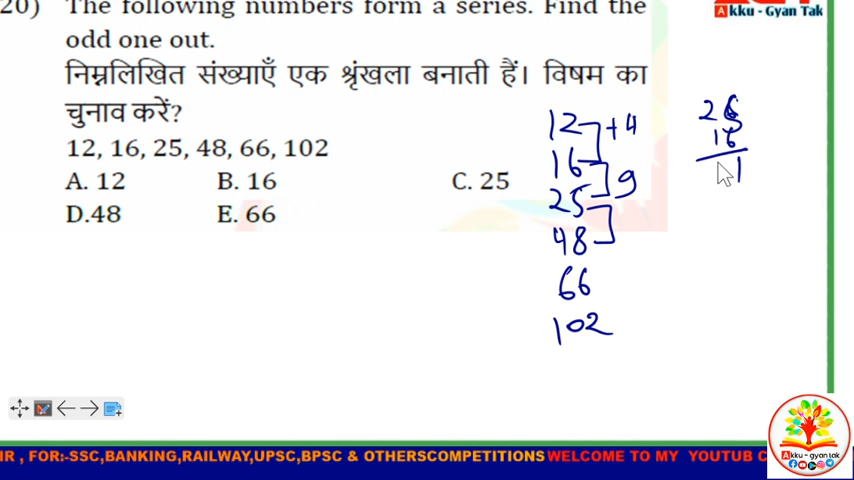 20) The following numbers form a series. Find the
odd one out.
निम्नलिखित संख्याएँ एक श्रृंखला बनाती हैं। विषम का
चुनाव करें?
12, 16, 25, 48, 66, 102
A. 12 B. 16 C. 25
D.48 E. 66
12
+4
16
9
25
48
66
102
16
1
Akku - Gyan Tak
Akku - gyan tak
IR , FOR:-SSC,BANKING,RAILWAY,UPSC,BPSC & OTHERSCOMPETITIONS WELCOME TO MY YOUTUB C